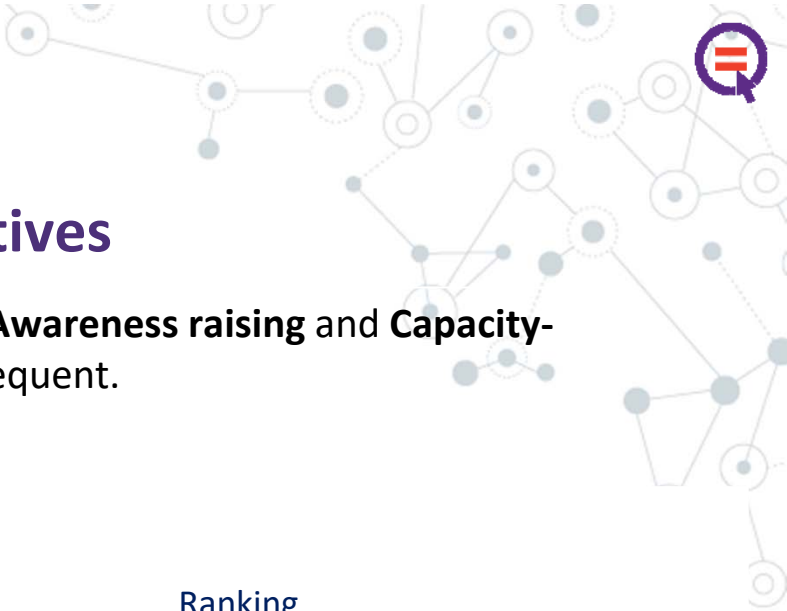 tives
Awareness raising and Capacity-
equent.
Ranking